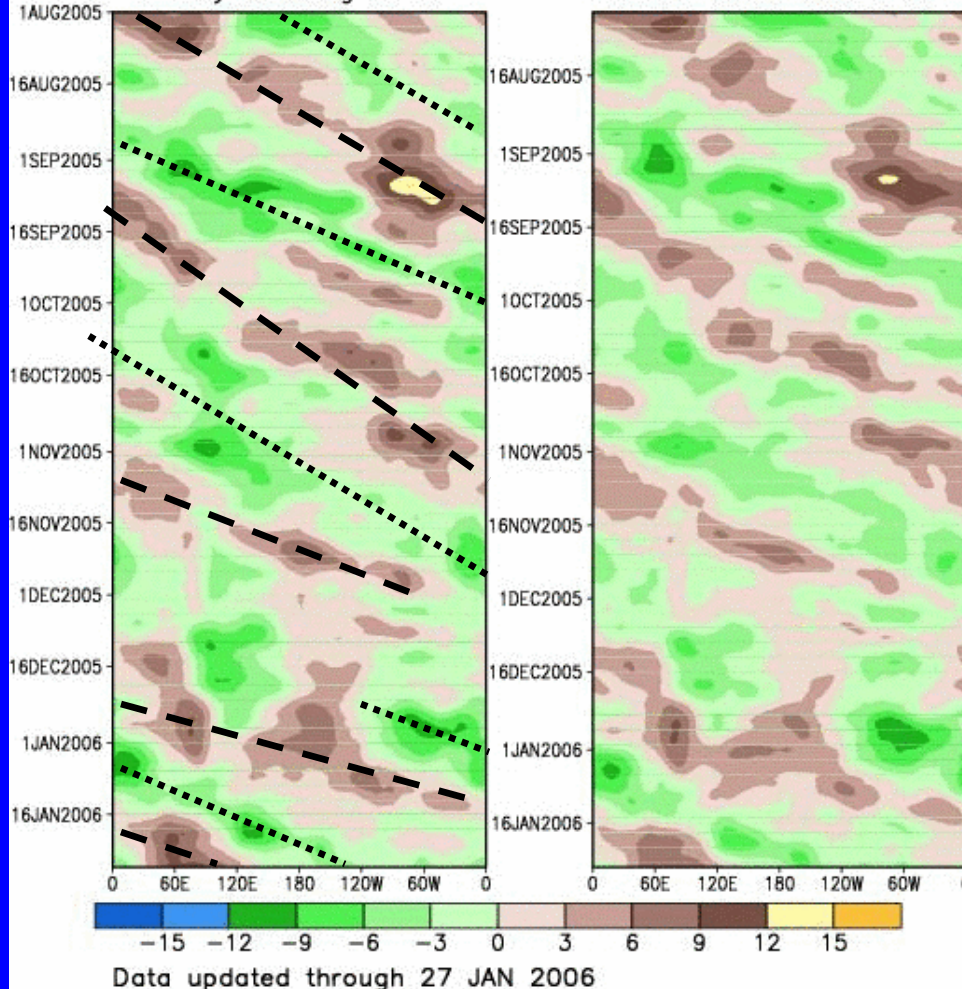 1AUG2005
16AUG2005
1SEP2005
16SEP2005
1OCT2005
16OCT2005
1NOV2005
16NOV2005
1DEC2005
16DEC2005
1JAN2006
16JAN2006
0 60E 120E 180 120W 60W 0
16AUG2005
1SEP2005
16SEP2005
1OCT2005
16OCT2005
1NOV2005
16NOV2005
1DEC2005
16DEC2005
1JAN2006
16JAN2006
0 60E 120E 180 120W 60W
−15 −12 −9 −6 −3 0 3 6 9 12 15
Data updated through 27 JAN 2006